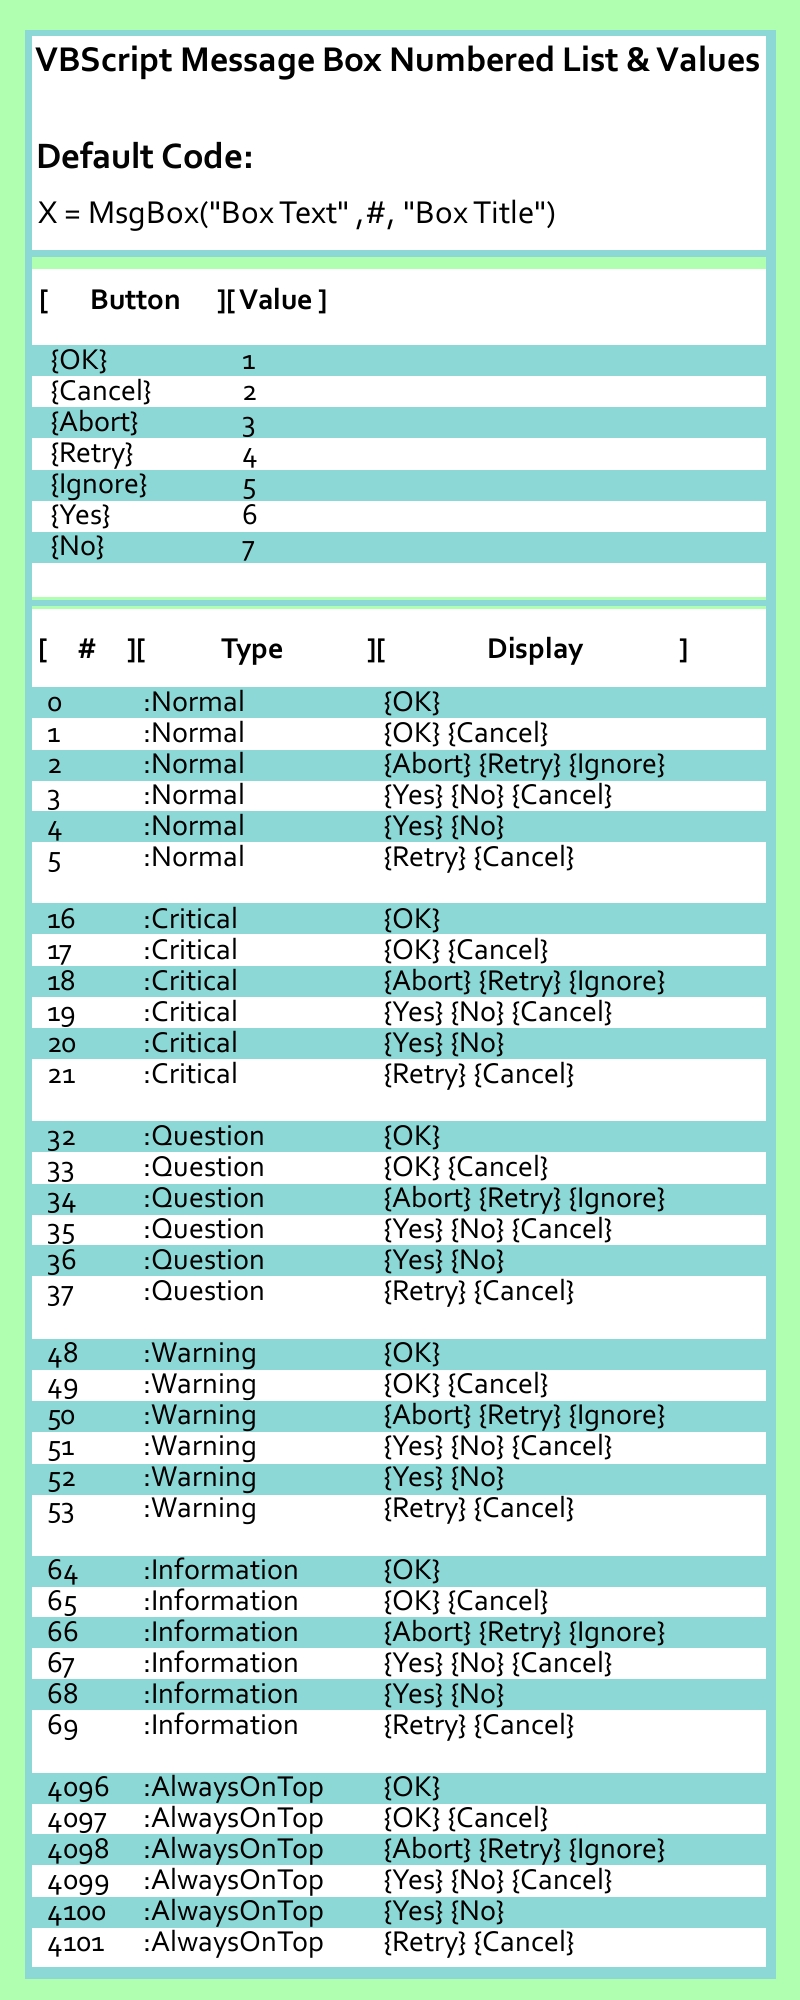 VBScript Message Box Numbered List & Values
Default Code:
X = MsgBox("Box Text" ,#, "Box Title")
[ Button ][ Value ]
{OK} 1
{Cancel} 2
{Abort} 3
{Retry} 4
{Ignore} 5
{Yes} 6
{No} 7
[ # ][ Type ][ Display ]
0 :Normal {OK}
1 :Normal {OK} {Cancel}
2 :Normal {Abort} {Retry} {Ignore}
3 :Normal {Yes} {No} {Cancel}
4 :Normal {Yes} {No}
5 :Normal {Retry} {Cancel}
16 :Critical {OK}
17 :Critical {OK} {Cancel}
18 :Critical {Abort} {Retry} {Ignore}
19 :Critical {Yes} {No} {Cancel}
20 :Critical {Yes} {No}
21 :Critical {Retry} {Cancel}
32 :Question {OK}
33 :Question {OK} {Cancel}
34 :Question {Abort} {Retry} {Ignore}
35 :Question {Yes} {No} {Cancel}
36 :Question {Yes} {No}
37 :Question {Retry} {Cancel}
48 :Warning {OK}
49 :Warning {OK} {Cancel}
50 :Warning {Abort} {Retry} {Ignore}
51 :Warning {Yes} {No} {Cancel}
52 :Warning {Yes} {No}
53 :Warning {Retry} {Cancel}
64 :Information {OK}
65 :Information {OK} {Cancel}
66 :Information {Abort} {Retry} {Ignore}
67 :Information {Yes} {No} {Cancel}
68 :Information {Yes} {No}
69 :Information {Retry} {Cancel}
4096 :AlwaysOnTop {OK}
4097 :AlwaysOnTop {OK} {Cancel}
4098 :AlwaysOnTop {Abort} {Retry} {Ignore}
4099 :AlwaysOnTop {Yes} {No} {Cancel}
4100 :AlwaysOnTop {Yes} {No}
4101 :AlwaysOnTop {Retry} {Cancel}